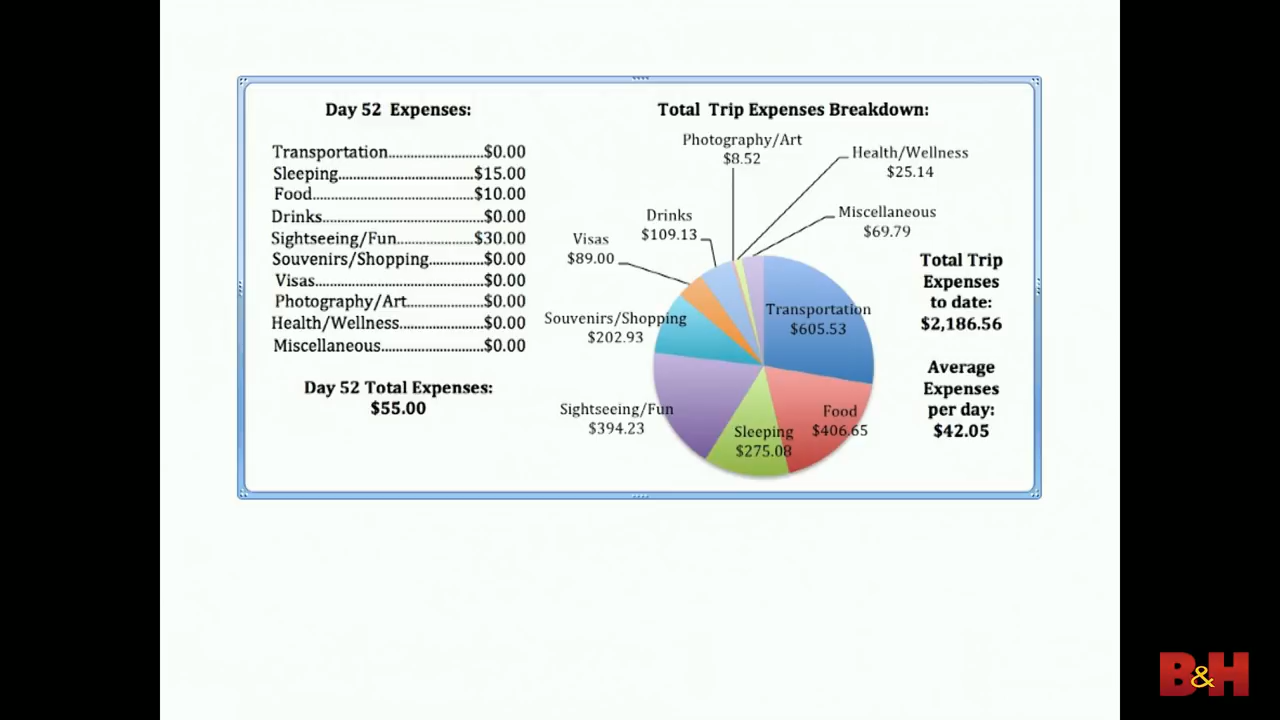 Day 52  Expenses:
Transportation.........................$0.00
Sleeping...................................$15.00
Food..........................................$10.00
Drinks..........................................$0.00
Sightseeing/Fun....................$30.00
Souvenirs/Shopping..............$0.00
Visas............................................$0.00
Photography/Art....................$0.00
Health/Wellness......................$0.00
Miscellaneous...........................$0.00
Day 52 Total Expenses:
$55.00
Total  Trip Expenses Breakdown:
Photography/Art
$8.52
Health/Wellness
$25.14
Drinks
$109.13
Miscellaneous
$69.79
Visas
$89.00
Transportation
$605.53
Souvenirs/Shopping
$202.93
Food
$406.65
Sightseeing/Fun
$394.23
Sleeping
$275.08
Total Trip
Expenses
to date:
$2,186.56
Average
Expenses
per day:
$42.05
B&H